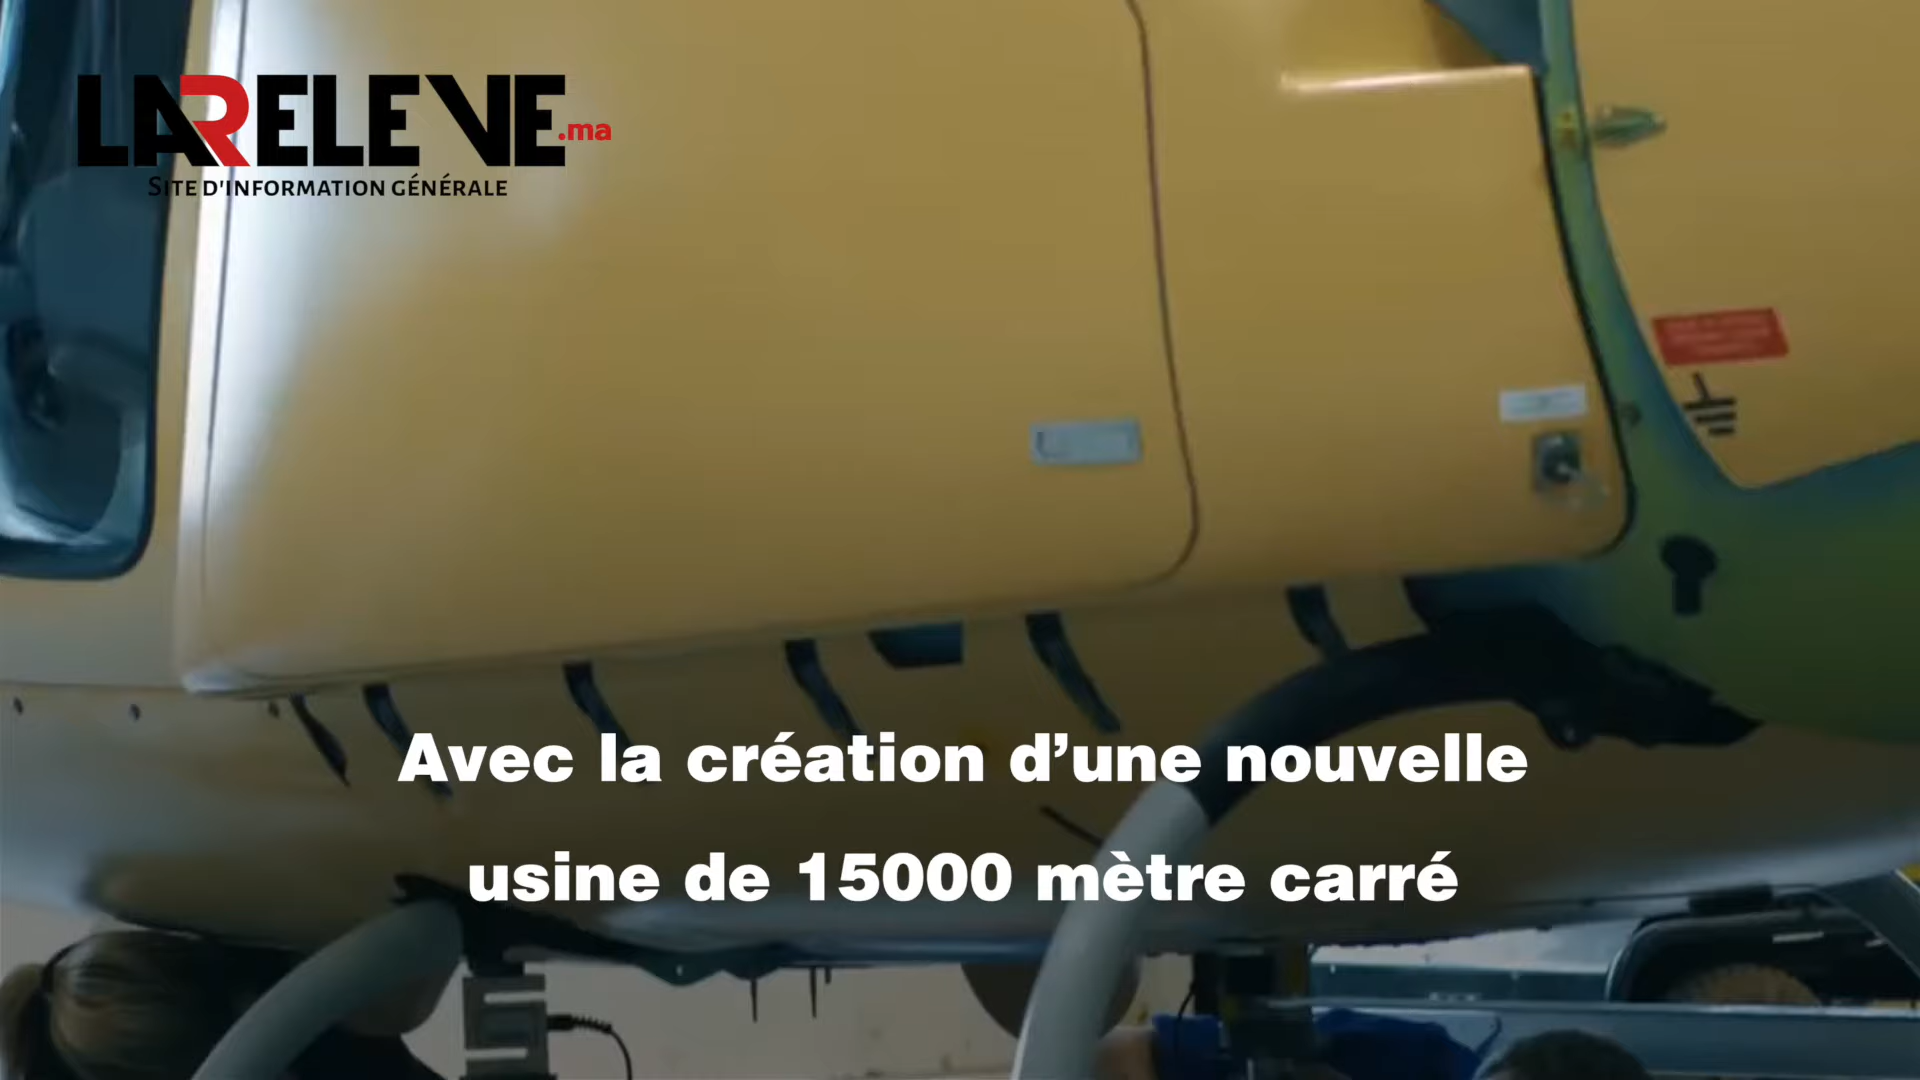 LARELEVE.ma
SITE D'INFORMATION GÉNÉRALE
Avec la création d'une nouvelle
usine de 15000 mètre carré